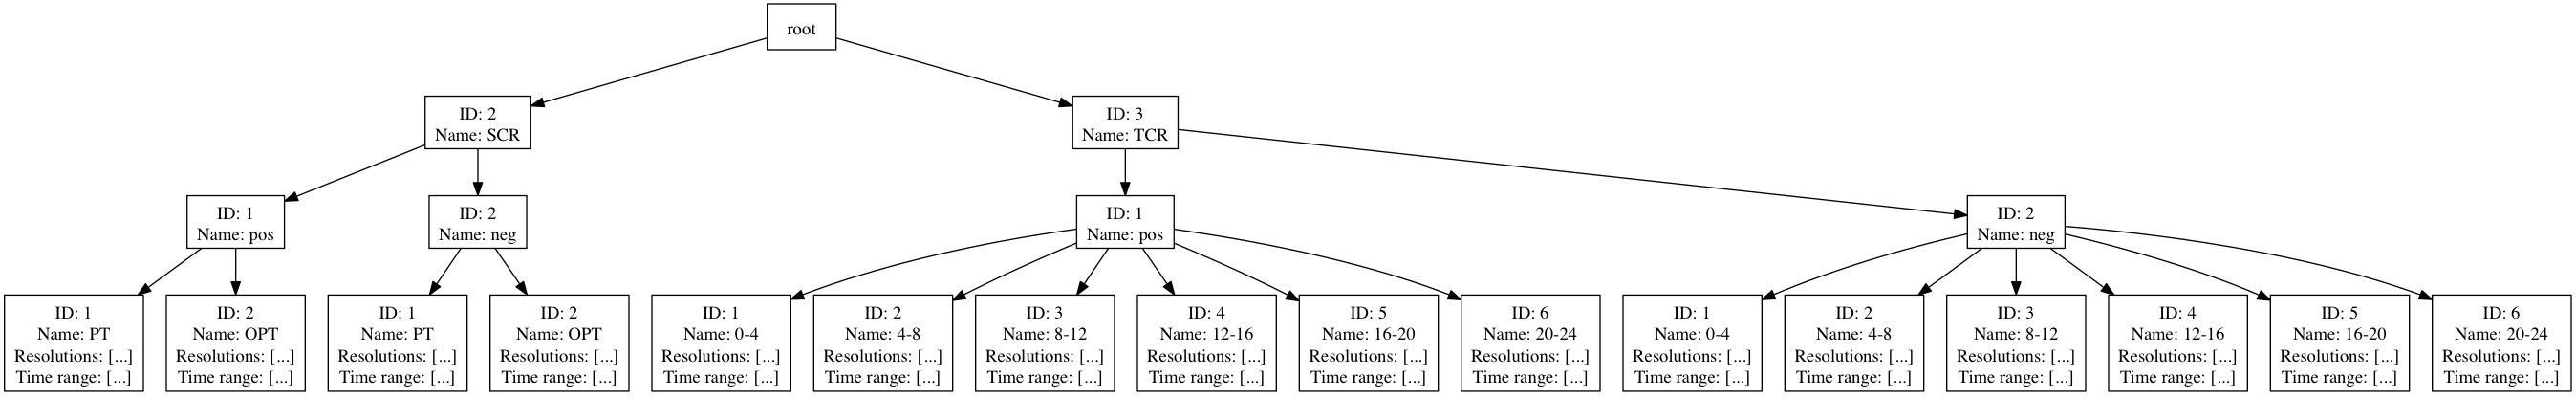 root
ID: 2
Name: SCR
ID: 3
Name: TCR
ID: 1
Name: pos
ID: 2
Name: neg
ID: 1
Name: pos
ID: 2
Name: neg
ID: 1
Name: PT
Resolutions: [...]
Time range: [...]
ID: 2
Name: OPT
Resolutions: [...]
Time range: [...]
ID: 1
Name: PT
Resolutions: [...]
Time range: [...]
ID: 2
Name: OPT
Resolutions: [...]
Time range: [...]
ID: 1
Name: 0-4
Resolutions: [...]
Time range: [...]
ID: 2
Name: 4-8
Resolutions: [...]
Time range: [...]
ID: 3
Name: 8-12
Resolutions: [...]
Time range: [...]
ID: 4
Name: 12-16
Resolutions: [...]
Time range: [...]
ID: 5
Name: 16-20
Resolutions: [...]
Time range: [...]
ID: 6
Name: 20-24
Resolutions: [...]
Time range: [...]
ID: 1
Name: 0-4
Resolutions: [...]
Time range: [...]
ID: 2
Name: 4-8
Resolutions: [...]
Time range: [...]
ID: 3
Name: 8-12
Resolutions: [...]
Time range: [...]
ID: 4
Name: 12-16
Resolutions: [...]
Time range: [...]
ID: 5
Name: 16-20
Resolutions: [...]
Time range: [...]
ID: 6
Name: 20-24
Resolutions: [...]
Time range: [...]